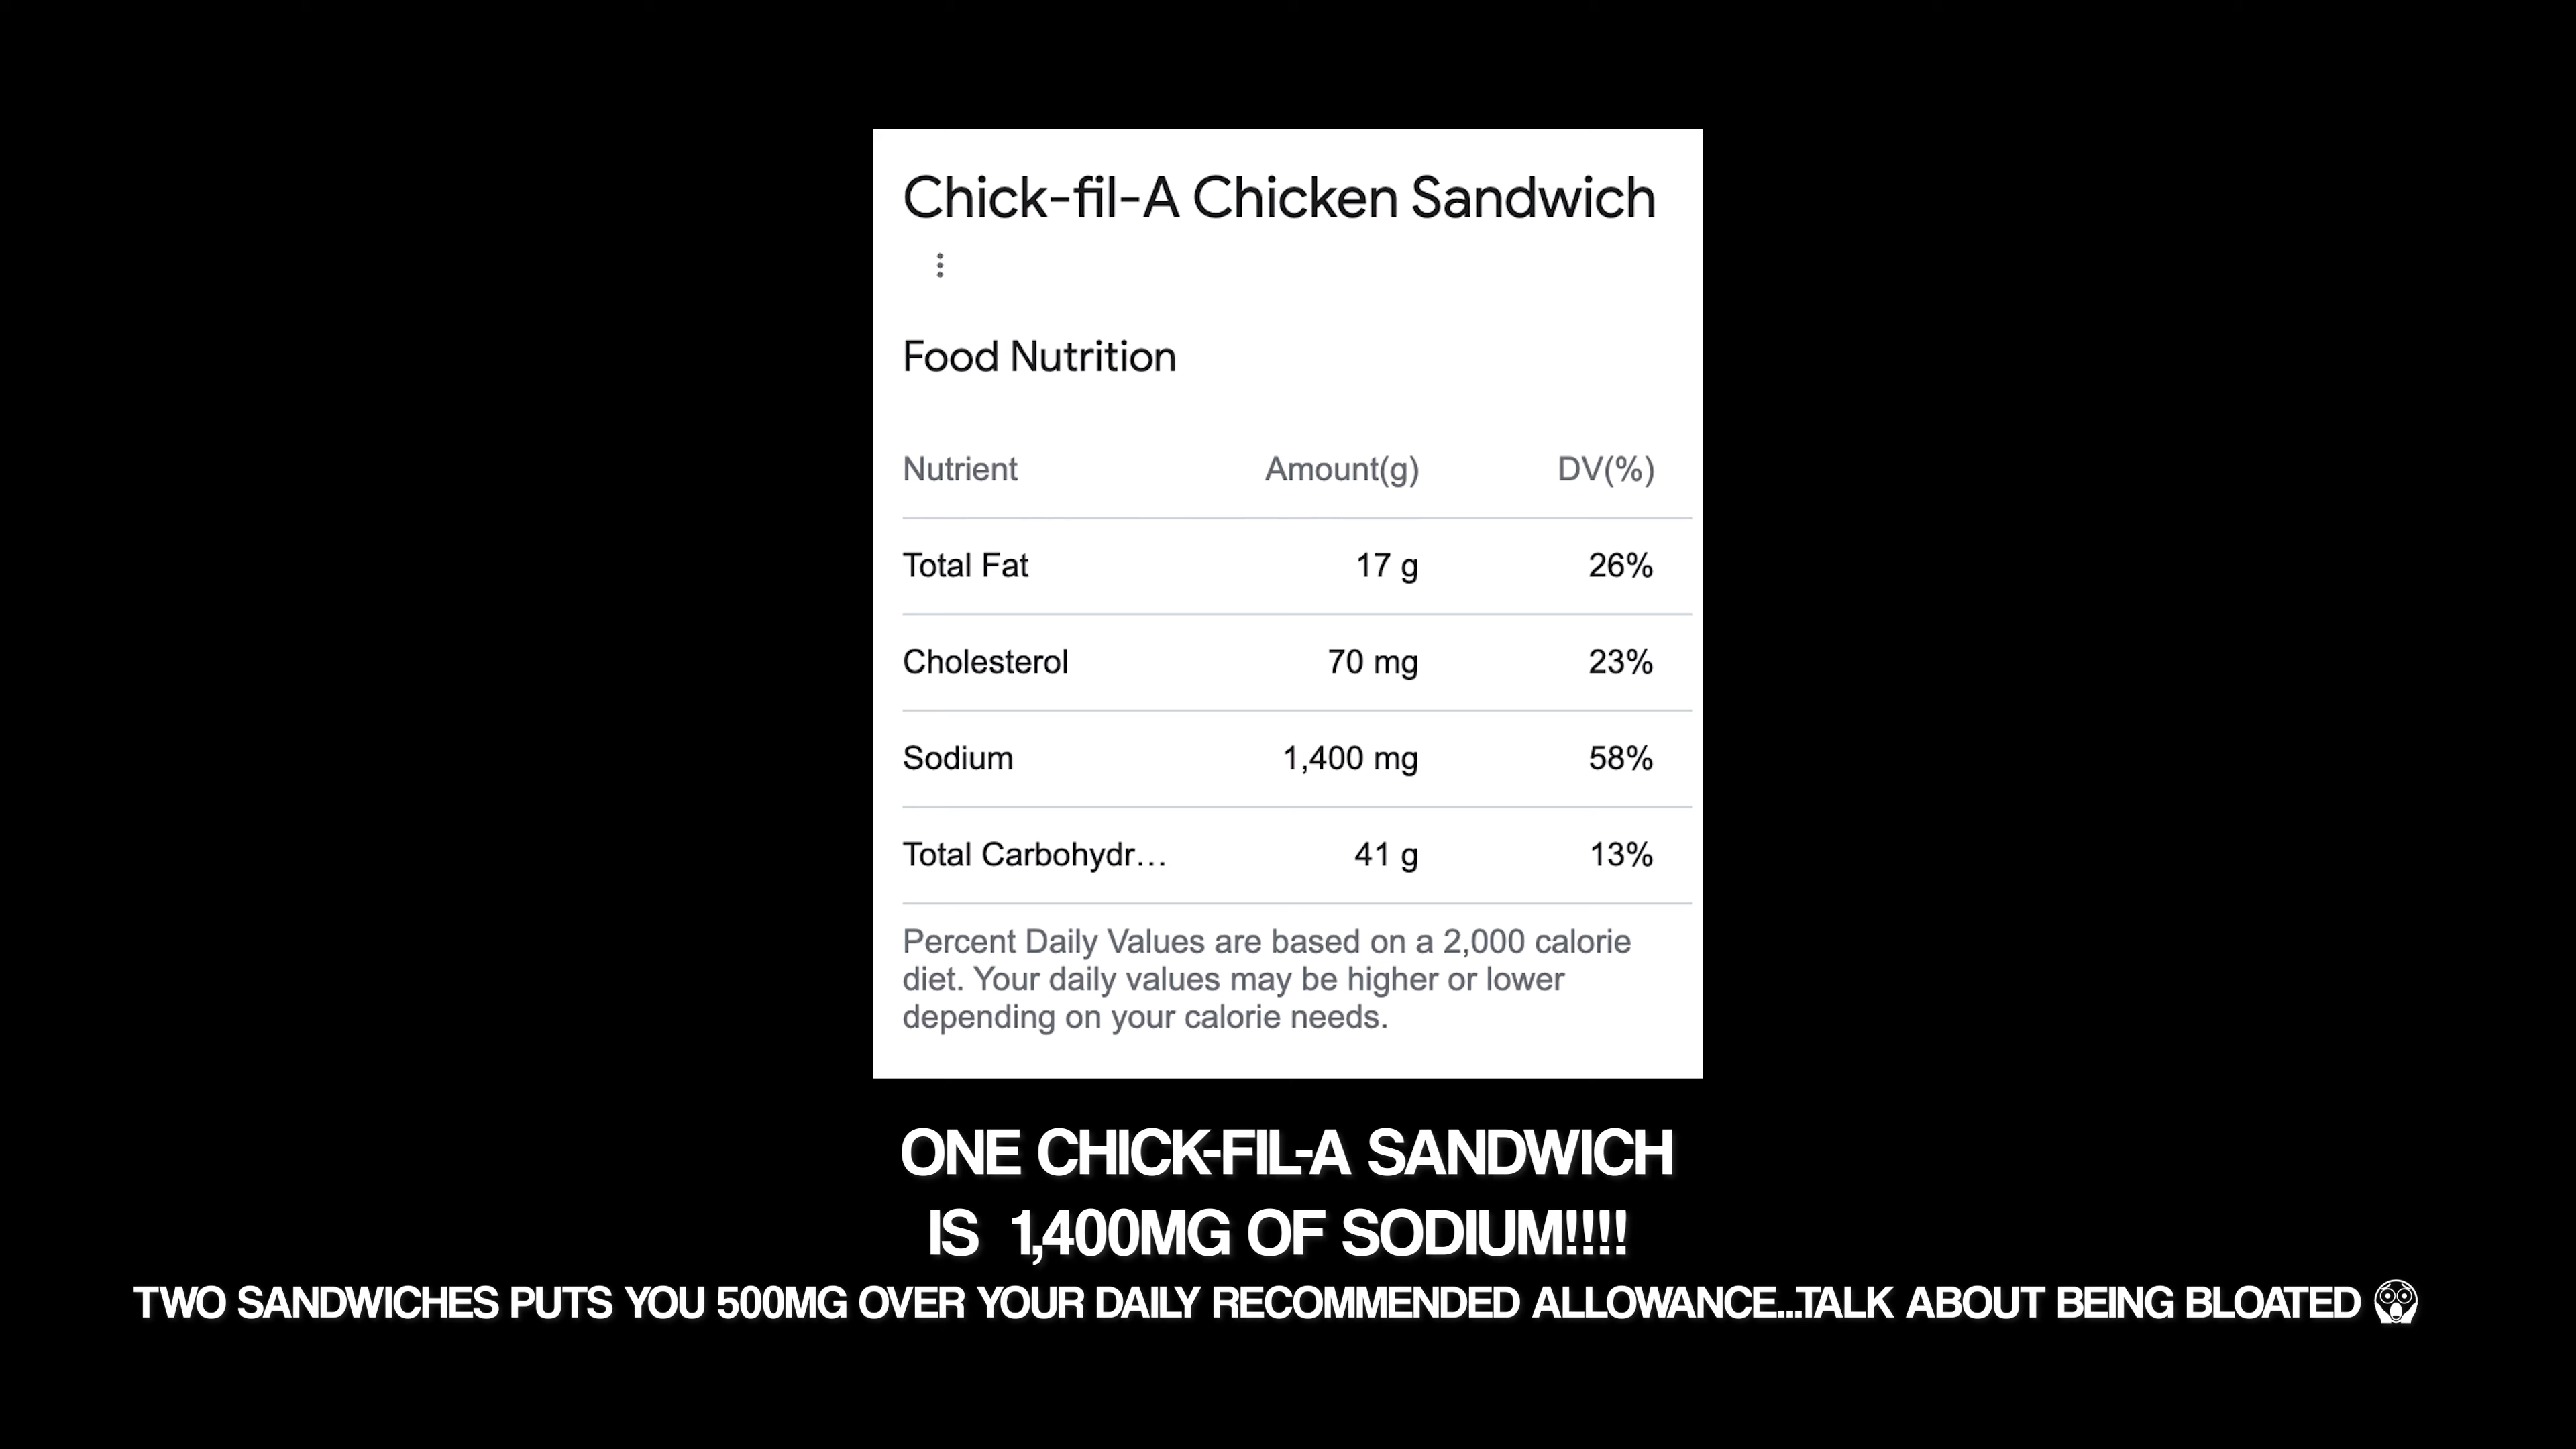 Chick-fil-A Chicken Sandwich
Food Nutrition
Nutrient Amount(g) DV(%)
Total Fat 17 g 26%
Cholesterol 70 mg 23%
Sodium 1,400 mg 58%
Total Carbohydr... 41 g 13%
Percent Daily Values are based on a 2,000 calorie
diet. Your daily values may be higher or lower
depending on your calorie needs.
ONE CHICK-FIL-A SANDWICH
IS 1,400MG OF SODIUM!!!!
TWO SANDWICHES PUTS YOU 500MG OVER YOUR DAILY RECOMMENDED ALLOWANCE...TALK ABOUT BEING BLOATED 😱